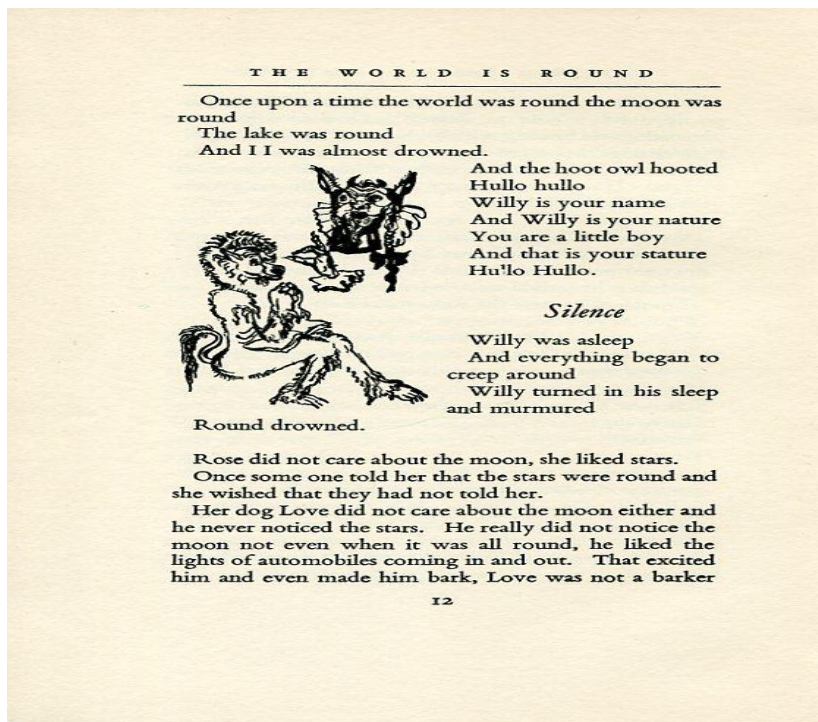 THE WORLD IS ROUND
Once upon a time the world was round the moon was
round
The lake was round
And I I was almost drowned.
And the hoot owl hooted
Hullo hullo
Willy is your name
And Willy is your nature
You are a little boy
And that is your stature
Hu'lo Hullo.
Silence
Willy was asleep
And everything began to
creep around
Willy turned in his sleep
and murmured
Round drowned.
Rose did not care about the moon, she liked stars.
Once some one told her that the stars were round and
she wished that they had not told her.
Her dog Love did not care about the moon either and
he never noticed the stars. He really did not notice the
moon not even when it was all round, he liked the
lights of automobiles coming in and out. That excited
him and even made him bark, Love was not a barker
12